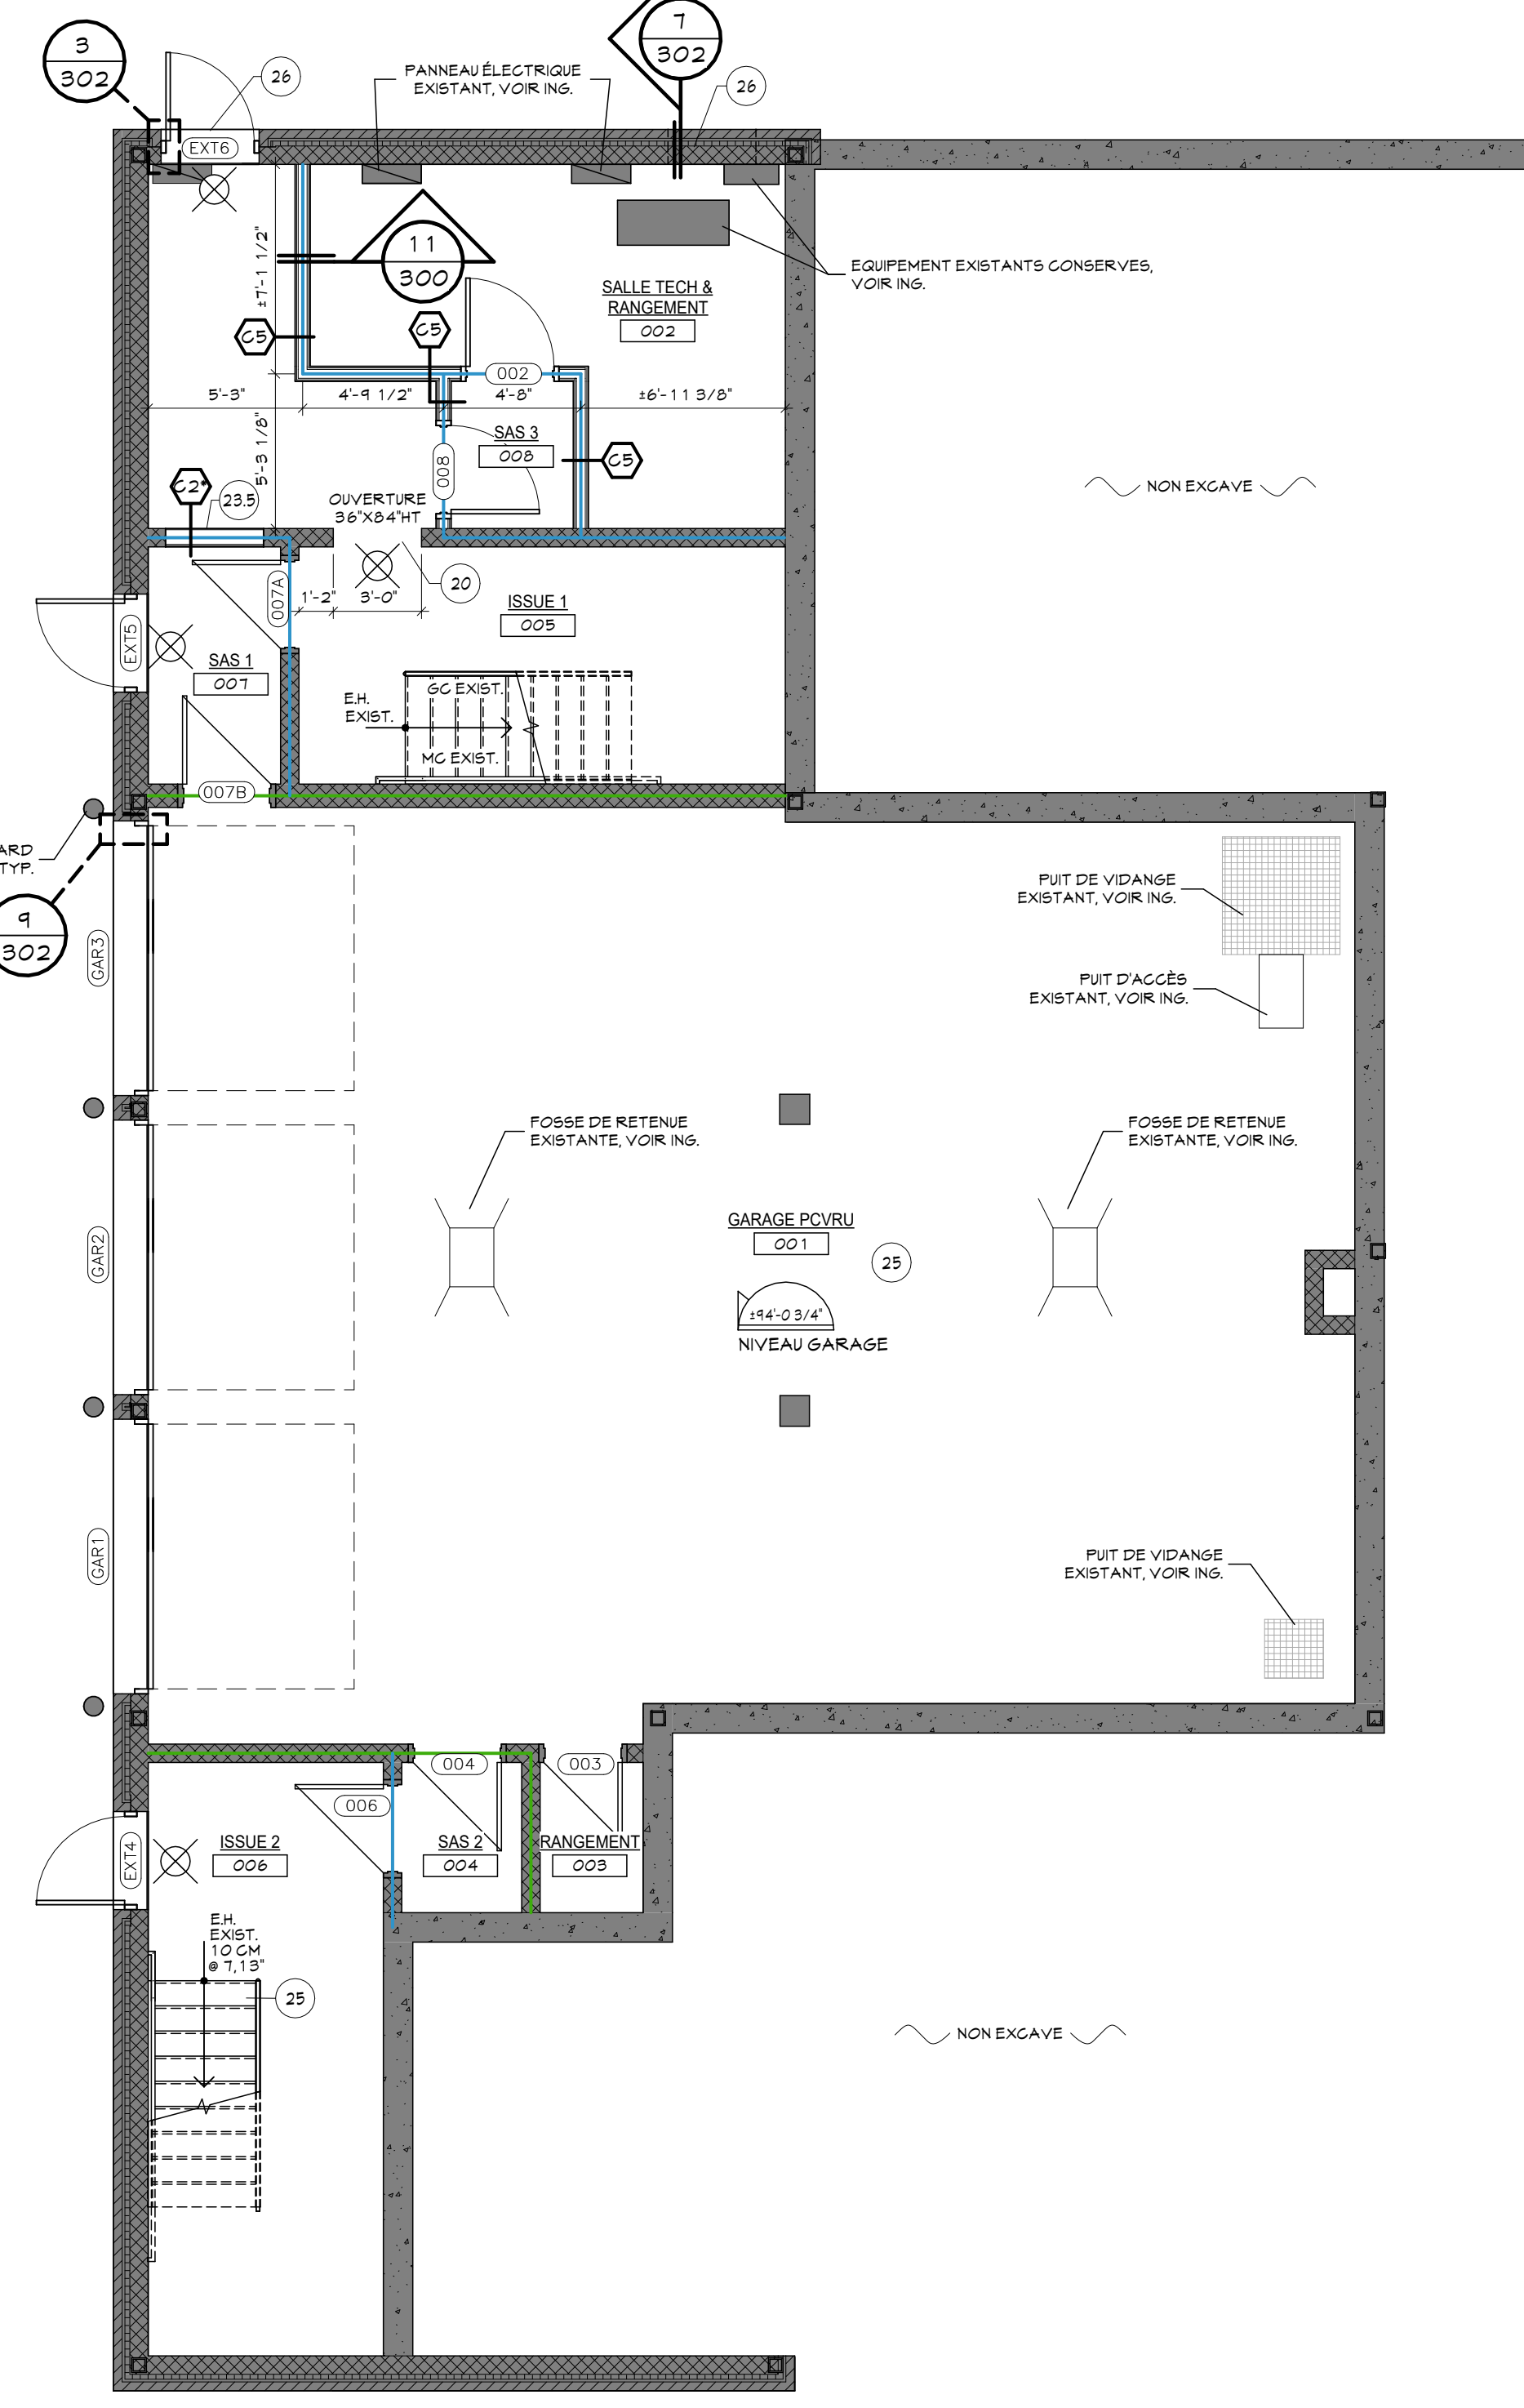 3
302
26
7
302
26
PANNEAU ÉLECTRIQUE
EXISTANT, VOIR ING.
EXT6
±7'-1 1/2"
11
300
C5
C5
SALLE TECH &
RANGEMENT
002
EQUIPEMENT EXISTANTS CONSERVES,
VOIR ING.
002
5'-3"
4'-9 1/2"
4'-8"
±6'-11 3/8"
5'-3 1/8"
SAS 3
008
008
C5
C2*
23.5
OUVERTURE
36"X84"HT
NON EXCAVE
007A
1'-2"
3'-0"
20
ISSUE 1
005
EXT5
SAS 1
007
E.H.
EXIST.
GC EXIST.
MC EXIST.
007B
ARD
TYP.
9
302
GAR3
PUIT DE VIDANGE
EXISTANT, VOIR ING.
PUIT D'ACCÈS
EXISTANT, VOIR ING.
FOSSE DE RETENUE
EXISTANTE, VOIR ING.
FOSSE DE RETENUE
EXISTANTE, VOIR ING.
GAR2
GARAGE PCVRU
001
25
±94'-0 3/4"
NIVEAU GARAGE
GAR1
PUIT DE VIDANGE
EXISTANT, VOIR ING.
004
003
006
EXT4
ISSUE 2
006
SAS 2
004
RANGEMENT
003
E.H.
EXIST.
10 CM
@ 7,13"
25
NON EXCAVE